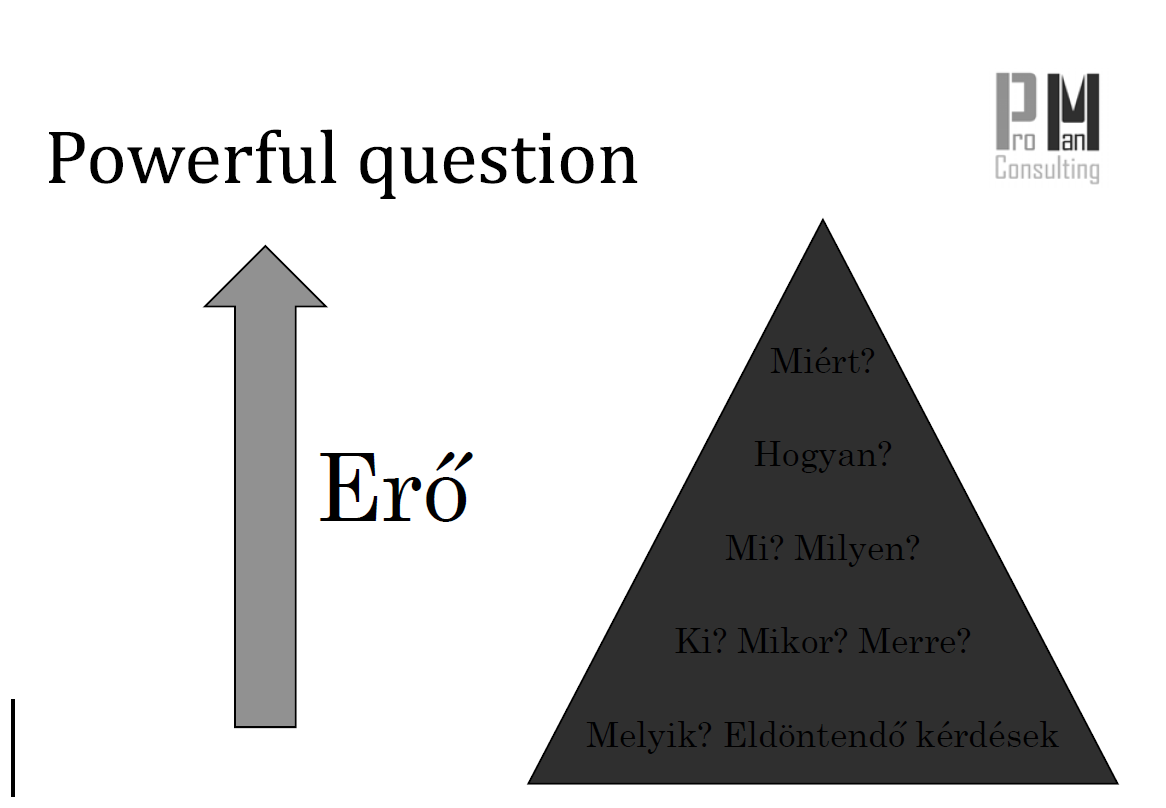 Powerful question
Pro Man
Consulting
Erő
Miért?
Hogyan?
Mi? Milyen?
Ki? Mikor? Merre?
Melyik? Eldöntendő kérdések